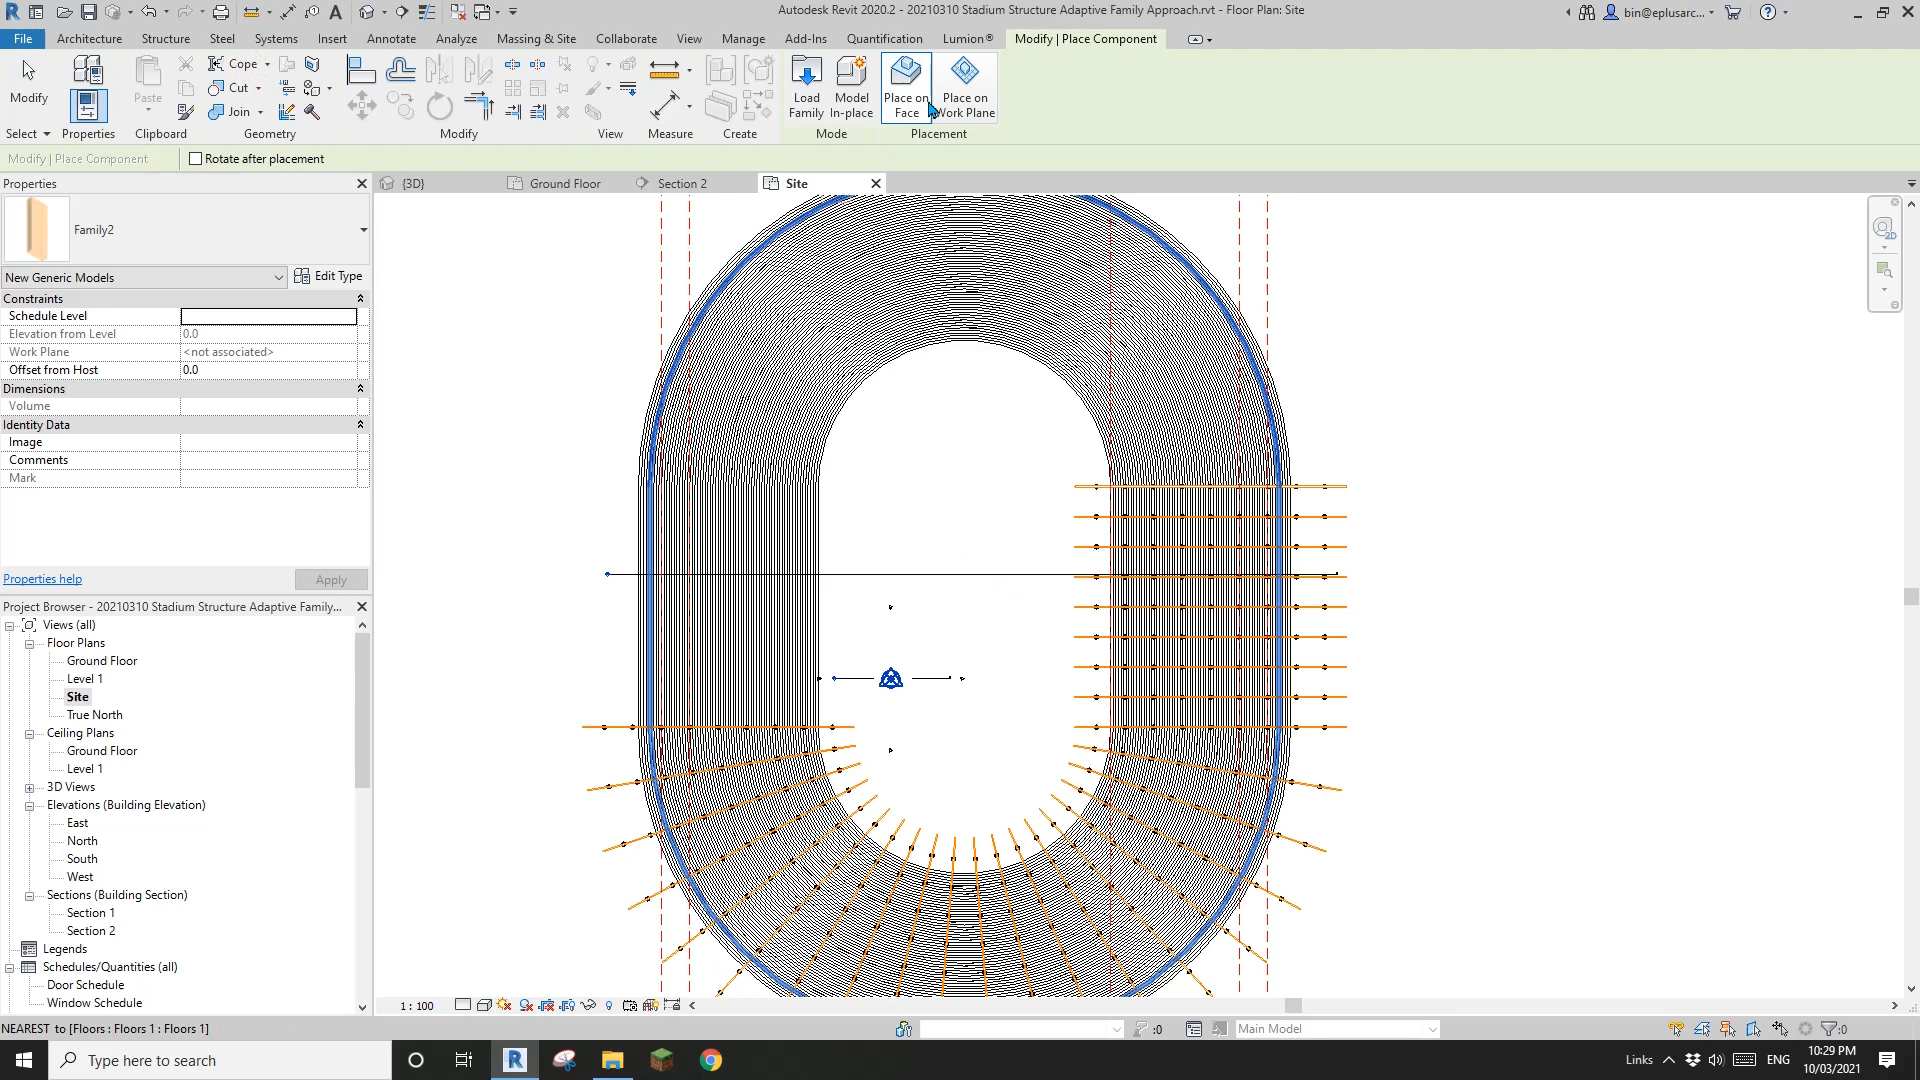 Autodesk Revit 2020.2 - 20210310 Stadium Structure Adaptive Family Approach.rvt - Floor Plan: Site
bin@eplusarc...
File Architecture Structure Steel Systems Insert Annotate Analyze Massing & Site Collaborate View Manage Add-Ins Quantification Lumion® Modify | Place Component
Modify
Paste
Cope
Cut
Join
Load Family
Model In-place
Place on Face
Place on Work Plane
Select Properties Clipboard Geometry Modify View Measure Create Mode Placement
Modify | Place Component
Rotate after placement
Properties
{3D}
Ground Floor
Section 2
Site
Family2
New Generic Models
Edit Type
Constraints
Schedule Level
Elevation from Level 0.0
Work Plane <not associated>
Offset from Host 0.0
Dimensions
Volume
Identity Data
Image
Comments
Mark
Properties help
Apply
Project Browser - 20210310 Stadium Structure Adaptive Family...
Views (all)
Floor Plans
Ground Floor
Level 1
Site
True North
Ceiling Plans
Ground Floor
Level 1
3D Views
Elevations (Building Elevation)
East
North
South
West
Sections (Building Section)
Section 1
Section 2
Legends
Schedules/Quantities (all)
Door Schedule
Window Schedule
2D
1 : 100
NEAREST to [Floors : Floors 1 : Floors 1]
:0
Main Model
:0
Type here to search
Links
ENG
10:29 PM
10/03/2021